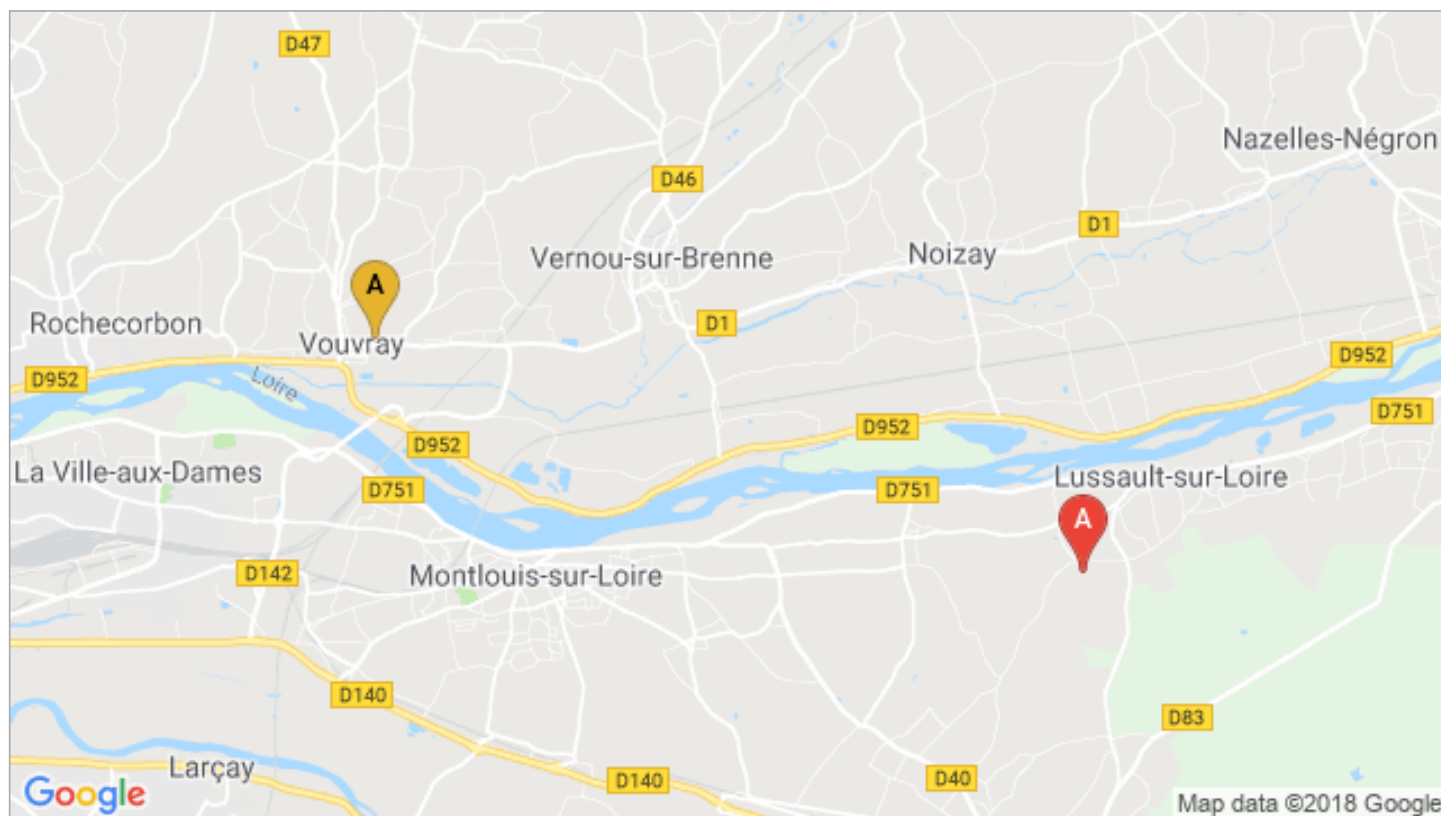 D47
Nazelles-Négron
D46
D1
Vernou-sur-Brenne
Noizay
A
Rochecorbon
D1
Vouvray
D952
D952
Loire
D751
D952
D952
La Ville-aux-Dames
Lussault-sur-Loire
D751
D751
A
D142
Montlouis-sur-Loire
D140
D83
Larçay
D140
D40
Google
Map data ©2018 Google